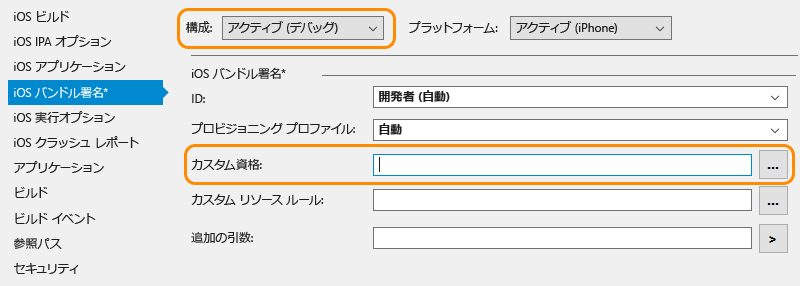 iOS ビルド
iOS IPA オプション
iOS アプリケーション
iOS バンドル署名*
iOS 実行オプション
iOS クラッシュ レポート
アプリケーション
ビルド
ビルド イベント
参照パス
セキュリティ
構成: アクティブ (デバッグ) プラットフォーム: アクティブ (iPhone)
iOS バンドル署名*
ID: 開発者 (自動)
プロビジョニング プロファイル: 自動
カスタム資格: ...
カスタム リソース ルール: ...
追加の引数: >